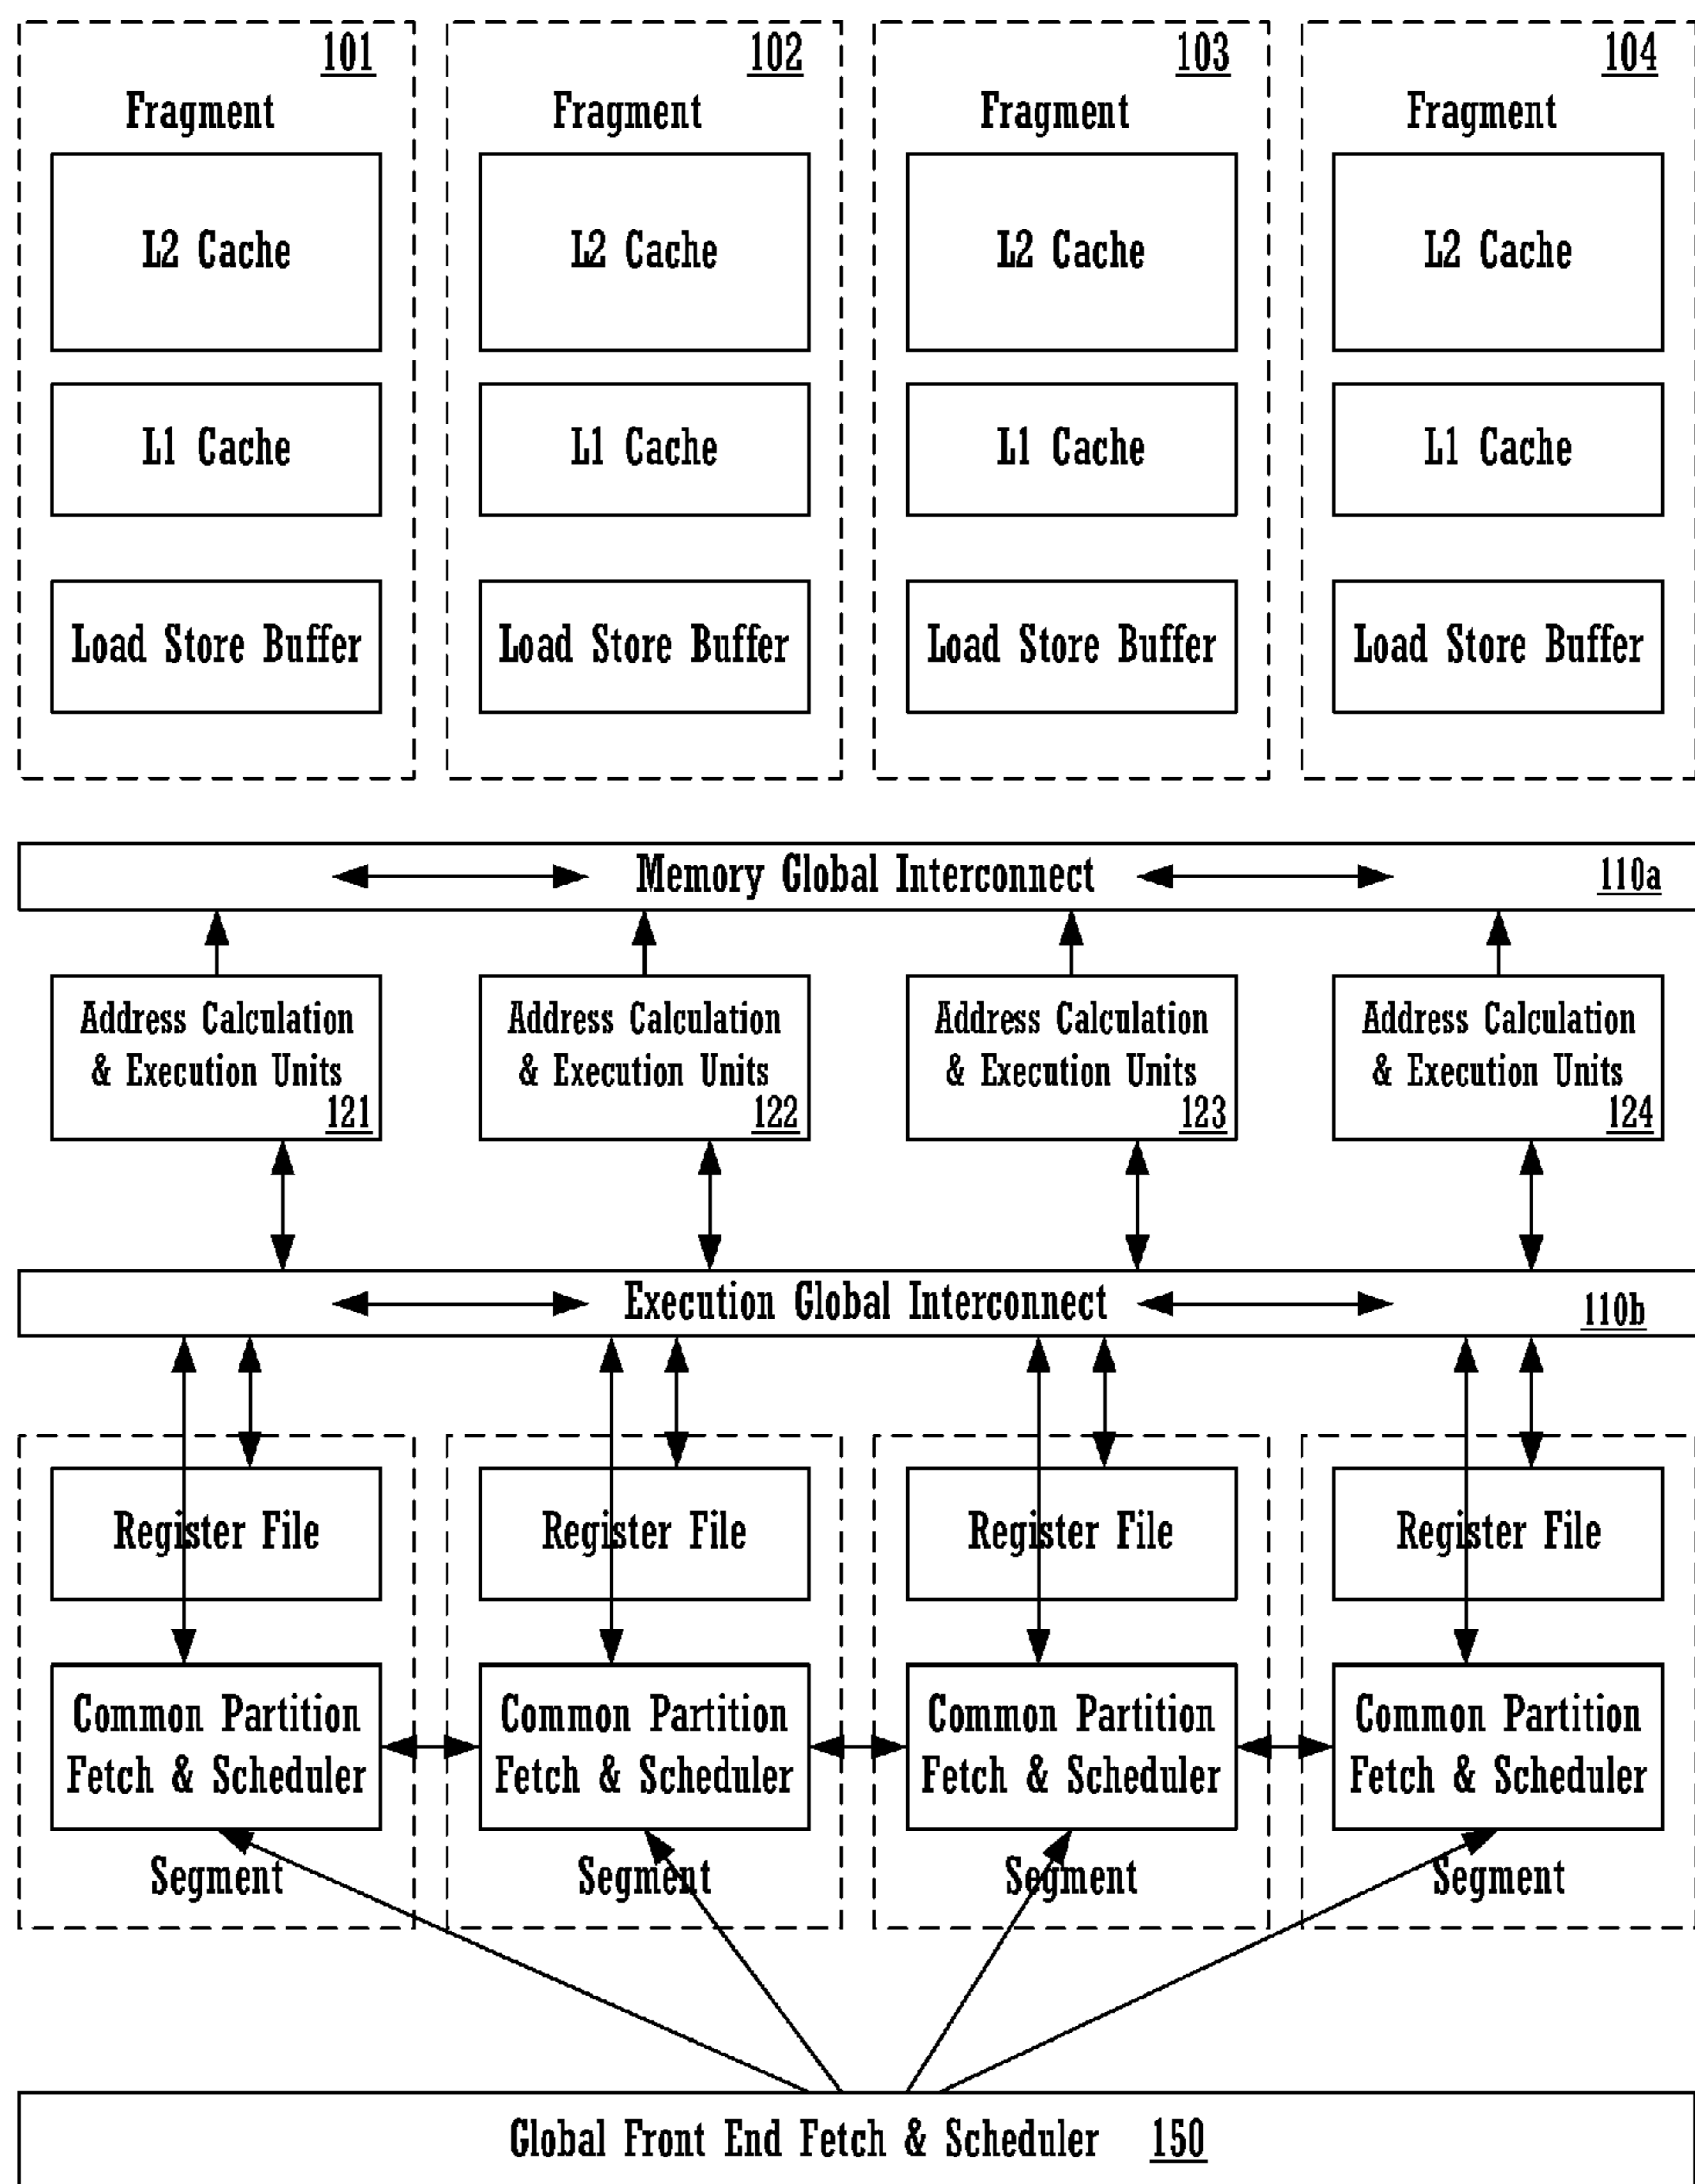 101 102 103 104
Fragment Fragment Fragment Fragment
L2 Cache L2 Cache L2 Cache L2 Cache
L1 Cache L1 Cache L1 Cache L1 Cache
Load Store Buffer Load Store Buffer Load Store Buffer Load Store Buffer
Memory Global Interconnect 110a
Address Calculation Address Calculation Address Calculation Address Calculation
& Execution Units & Execution Units & Execution Units & Execution Units
121 122 123 124
Execution Global Interconnect 110b
Register File Register File Register File Register File
Common Partition Common Partition Common Partition Common Partition
Fetch & Scheduler Fetch & Scheduler Fetch & Scheduler Fetch & Scheduler
Segment Segment Segment Segment
Global Front End Fetch & Scheduler 150